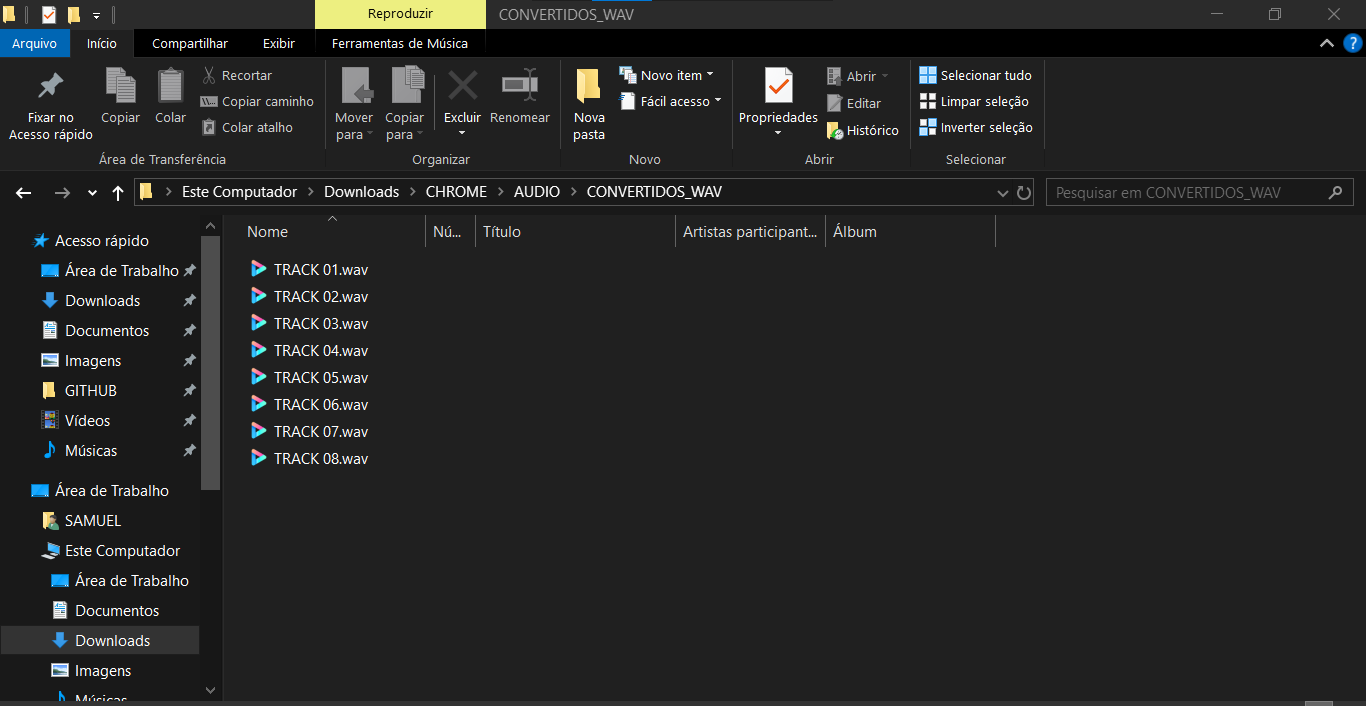 Reproduzir
CONVERTIDOS_WAV
Arquivo
Início
Compartilhar
Exibir
Ferramentas de Música
?
Fixar no
Acesso rápido
Copiar
Colar
Recortar
Copiar caminho
Colar atalho
Área de Transferência
Mover
para
Copiar
para
Excluir
Renomear
Organizar
Nova
pasta
Novo item
Fácil acesso
Novo
Propriedades
Abrir
Editar
Histórico
Abrir
Selecionar tudo
Limpar seleção
Inverter seleção
Selecionar
Este Computador
Downloads
CHROME
AUDIO
CONVERTIDOS_WAV
Pesquisar em CONVERTIDOS_WAV
Acesso rápido
Área de Trabalho
Downloads
Documentos
Imagens
GITHUB
Vídeos
Músicas
Área de Trabalho
SAMUEL
Este Computador
Área de Trabalho
Documentos
Downloads
Imagens
Músicas
Nome
Nú...
Título
Artistas participant...
Álbum
TRACK 01.wav
TRACK 02.wav
TRACK 03.wav
TRACK 04.wav
TRACK 05.wav
TRACK 06.wav
TRACK 07.wav
TRACK 08.wav